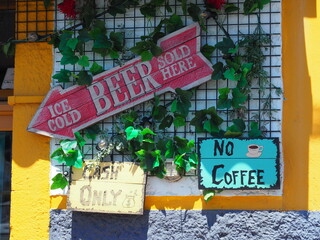 ICE
COLD
BEER
SOLD
HERE
CASH
ONLY
NO
COFFEE